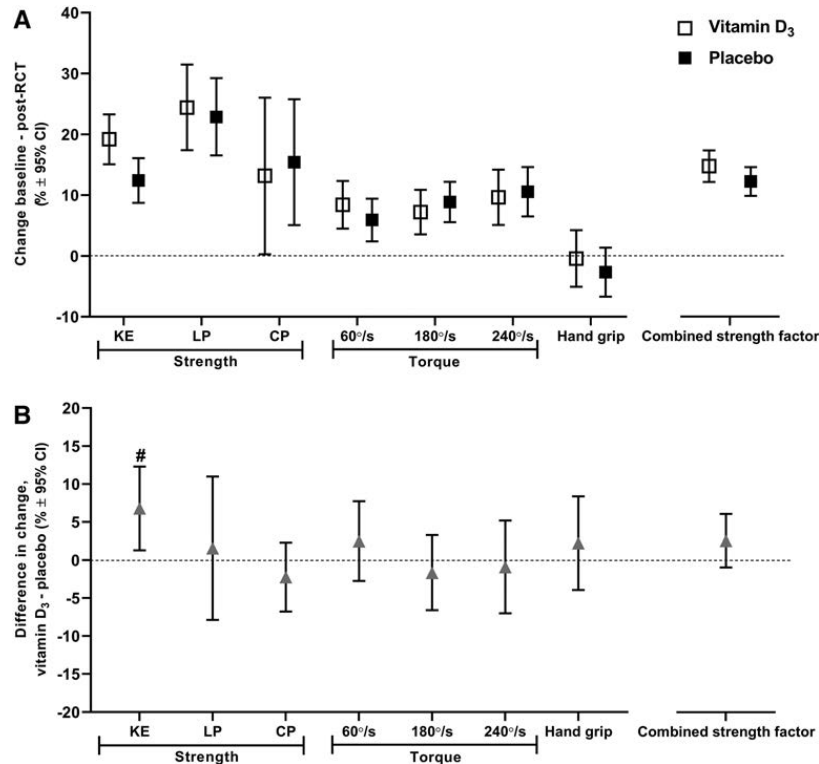 A
Vitamin D₃
Placebo
Change baseline - post-RCT
(% ± 95% CI)
40
30
20
10
0
-10
KE LP CP 60°/s 180°/s 240°/s Hand grip Combined strength factor
Strength Torque
B
Difference in change,
vitamin D₃ - placebo (% ± 95% CI)
20
15
10
5
0
-5
-10
-15
-20
#
KE LP CP 60°/s 180°/s 240°/s Hand grip Combined strength factor
Strength Torque